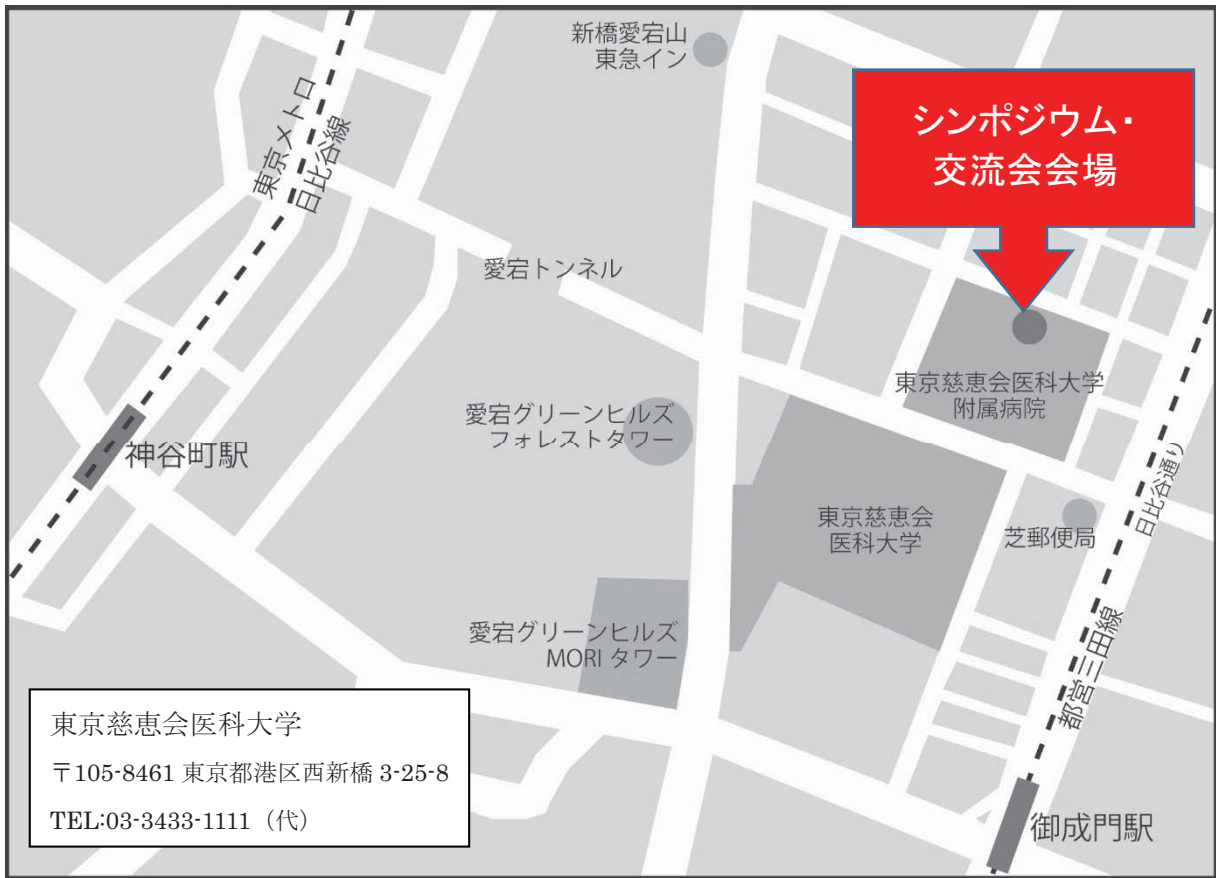 新橋愛宕山
東急イン
シンポジウム・
交流会会場
東京メトロ
日比谷線
愛宕トンネル
東京慈恵会医科大学
附属病院
愛宕グリーンヒルズ
フォレストタワー
神谷町駅
日比谷通り
東京慈恵会
医科大学
芝郵便局
愛宕グリーンヒルズ
MORI タワー
都営三田線
東京慈恵会医科大学
〒105-8461 東京都港区西新橋 3-25-8
TEL:03-3433-1111（代）
御成門駅